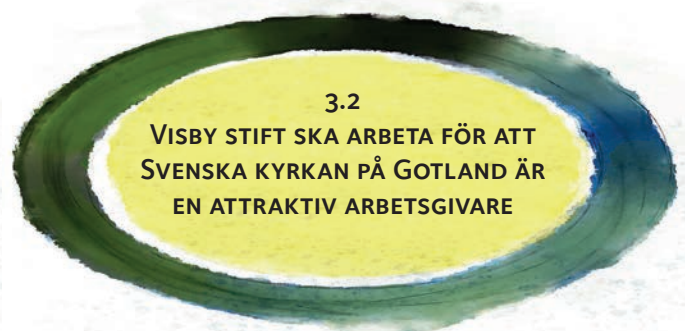 3.2
Visby stift ska arbeta för att
Svenska kyrkan på Gotland är
en attraktiv arbetsgivare